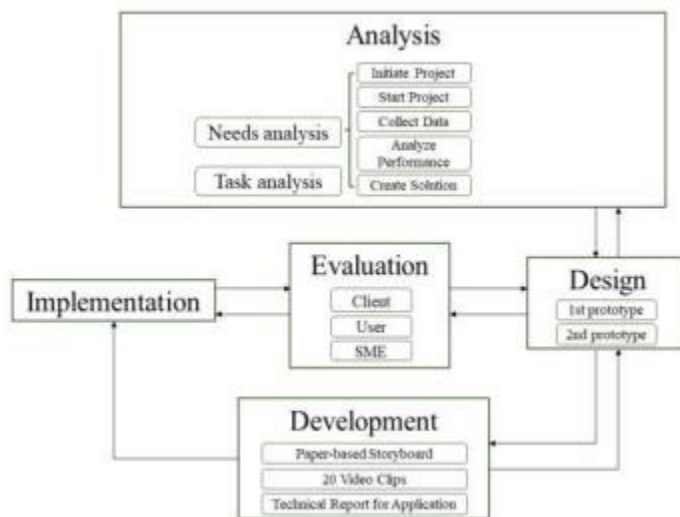 Analysis
Initiate Project
Start Project
Collect Data
Needs analysis
Analyze
Performance
Task analysis
Create Solution
Evaluation
Client
User
SME
Design
1st prototype
2nd prototype
Implementation
Development
Paper-based Storyboard
20 Video Clips
Technical Report for Application